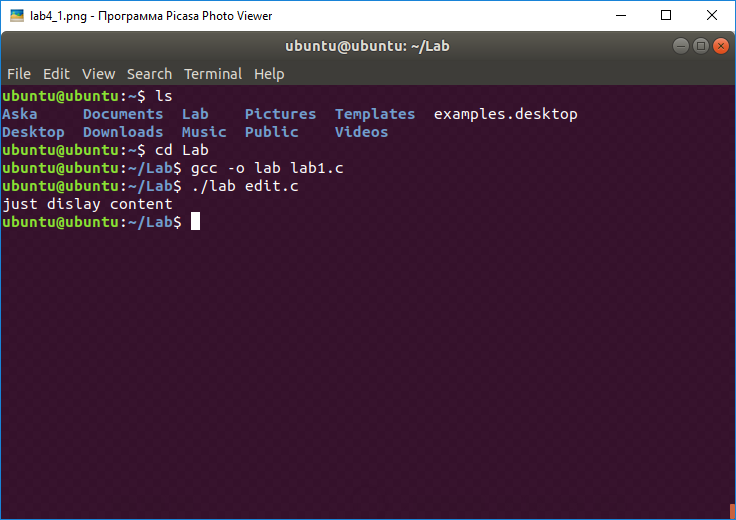 lab4_1.png - Программа Picasa Photo Viewer
ubuntu@ubuntu: ~/Lab
File Edit View Search Terminal Help
ubuntu@ubuntu:~$ ls
Aska Documents Lab Pictures Templates examples.desktop
Desktop Downloads Music Public Videos
ubuntu@ubuntu:~$ cd Lab
ubuntu@ubuntu:~/Lab$ gcc -o lab lab1.c
ubuntu@ubuntu:~/Lab$ ./lab edit.c
just dislay content
ubuntu@ubuntu:~/Lab$